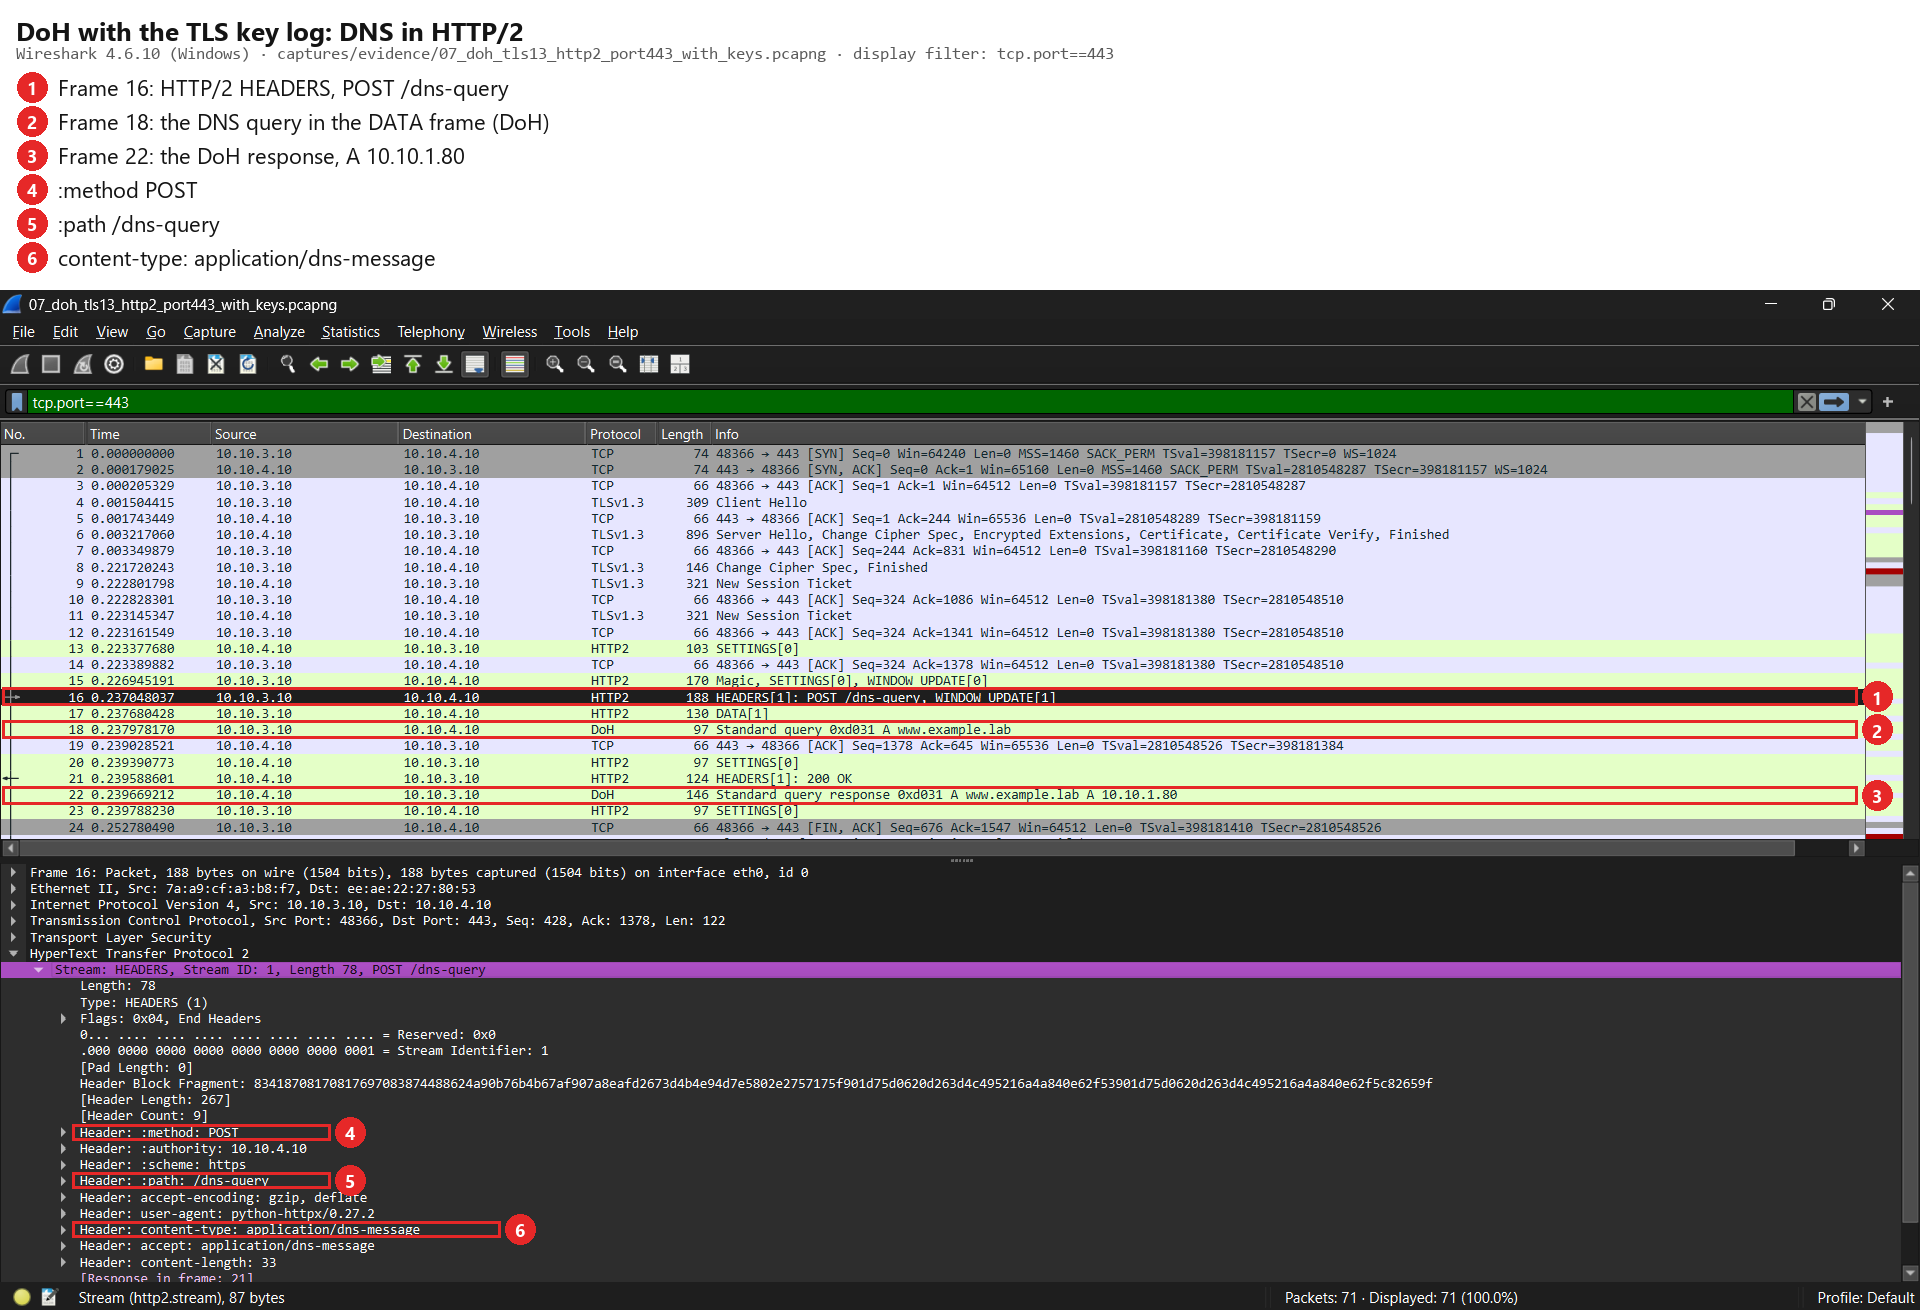 DoH with the TLS key log: DNS in HTTP/2
Wireshark 4.6.10 (Windows) · captures/evidence/07_doh_tls13_http2_port443_with_keys.pcapng · display filter: tcp.port==443
1 Frame 16: HTTP/2 HEADERS, POST /dns-query
2 Frame 18: the DNS query in the DATA frame (DoH)
3 Frame 22: the DoH response, A 10.10.1.80
4 :method POST
5 :path /dns-query
6 content-type: application/dns-message
07_doh_tls13_http2_port443_with_keys.pcapng
File Edit View Go Capture Analyze Statistics Telephony Wireless Tools Help
tcp.port==443
No. Time Source Destination Protocol Length Info
1 0.000000000 10.10.3.10 10.10.4.10 TCP 74 48366 → 443 [SYN] Seq=0 Win=64240 Len=0 MSS=1460 SACK_PERM TSval=398181157 TSecr=0 WS=1024
2 0.000179025 10.10.4.10 10.10.3.10 TCP 74 443 → 48366 [SYN, ACK] Seq=0 Ack=1 Win=65160 Len=0 MSS=1460 SACK_PERM TSval=2810548287 TSecr=398181157 WS=1024
3 0.000205329 10.10.3.10 10.10.4.10 TCP 66 48366 → 443 [ACK] Seq=1 Ack=1 Win=64512 Len=0 TSval=398181157 TSecr=2810548287
4 0.001504415 10.10.3.10 10.10.4.10 TLSv1.3 309 Client Hello
5 0.001743449 10.10.4.10 10.10.3.10 TCP 66 443 → 48366 [ACK] Seq=1 Ack=244 Win=65536 Len=0 TSval=2810548289 TSecr=398181159
6 0.003217060 10.10.4.10 10.10.3.10 TLSv1.3 896 Server Hello, Change Cipher Spec, Encrypted Extensions, Certificate, Certificate Verify, Finished
7 0.003349879 10.10.3.10 10.10.4.10 TCP 66 48366 → 443 [ACK] Seq=244 Ack=831 Win=64512 Len=0 TSval=398181160 TSecr=2810548290
8 0.221720243 10.10.3.10 10.10.4.10 TLSv1.3 146 Change Cipher Spec, Finished
9 0.222801798 10.10.4.10 10.10.3.10 TLSv1.3 321 New Session Ticket
10 0.222828301 10.10.3.10 10.10.4.10 TCP 66 48366 → 443 [ACK] Seq=324 Ack=1086 Win=64512 Len=0 TSval=398181380 TSecr=2810548510
11 0.223145347 10.10.4.10 10.10.3.10 TLSv1.3 321 New Session Ticket
12 0.223161549 10.10.3.10 10.10.4.10 TCP 66 48366 → 443 [ACK] Seq=324 Ack=1341 Win=64512 Len=0 TSval=398181380 TSecr=2810548510
13 0.223377680 10.10.4.10 10.10.3.10 HTTP2 103 SETTINGS[0]
14 0.223389882 10.10.3.10 10.10.4.10 TCP 66 48366 → 443 [ACK] Seq=324 Ack=1378 Win=64512 Len=0 TSval=398181380 TSecr=2810548510
15 0.226945191 10.10.3.10 10.10.4.10 HTTP2 170 Magic, SETTINGS[0], WINDOW_UPDATE[0]
16 0.237048037 10.10.3.10 10.10.4.10 HTTP2 188 HEADERS[1]: POST /dns-query, WINDOW_UPDATE[1] 1
17 0.237680428 10.10.3.10 10.10.4.10 HTTP2 130 DATA[1]
18 0.237978170 10.10.3.10 10.10.4.10 DoH 97 Standard query 0xd031 A www.example.lab 2
19 0.239028521 10.10.4.10 10.10.3.10 TCP 66 443 → 48366 [ACK] Seq=1378 Ack=645 Win=65536 Len=0 TSval=2810548526 TSecr=398181384
20 0.239390773 10.10.4.10 10.10.3.10 HTTP2 97 SETTINGS[0]
21 0.239588601 10.10.4.10 10.10.3.10 HTTP2 124 HEADERS[1]: 200 OK
22 0.239669212 10.10.4.10 10.10.3.10 DoH 146 Standard query response 0xd031 A www.example.lab A 10.10.1.80 3
23 0.239788230 10.10.3.10 10.10.4.10 HTTP2 97 SETTINGS[0]
24 0.252780490 10.10.3.10 10.10.4.10 TCP 66 48366 → 443 [FIN, ACK] Seq=676 Ack=1547 Win=64512 Len=0 TSval=398181410 TSecr=2810548526
Frame 16: Packet, 188 bytes on wire (1504 bits), 188 bytes captured (1504 bits) on interface eth0, id 0
Ethernet II, Src: 7a:a9:cf:a3:b8:f7, Dst: ee:ae:22:27:80:53
Internet Protocol Version 4, Src: 10.10.3.10, Dst: 10.10.4.10
Transmission Control Protocol, Src Port: 48366, Dst Port: 443, Seq: 428, Ack: 1378, Len: 122
Transport Layer Security
HyperText Transfer Protocol 2
Stream: HEADERS, Stream ID: 1, Length 78, POST /dns-query
Length: 78
Type: HEADERS (1)
Flags: 0x04, End Headers
0... .... .... .... .... .... .... .... = Reserved: 0x0
.000 0000 0000 0000 0000 0000 0000 0001 = Stream Identifier: 1
[Pad Length: 0]
Header Block Fragment: 83418708170817697083874488624a90b76b4b67af907a8eafd2673d4b4e94d7e5802e2757175f901d75d0620d263d4c495216a4a840e62f53901d75d0620d263d4c495216a4a840e62f5c82659f
[Header Length: 267]
[Header Count: 9]
Header: :method: POST 4
Header: :authority: 10.10.4.10
Header: :scheme: https
Header: :path: /dns-query 5
Header: accept-encoding: gzip, deflate
Header: user-agent: python-httpx/0.27.2
Header: content-type: application/dns-message 6
Header: accept: application/dns-message
Header: content-length: 33
[Response in frame: 21]
Stream (http2.stream), 87 bytes Packets: 71 · Displayed: 71 (100.0%) Profile: Default